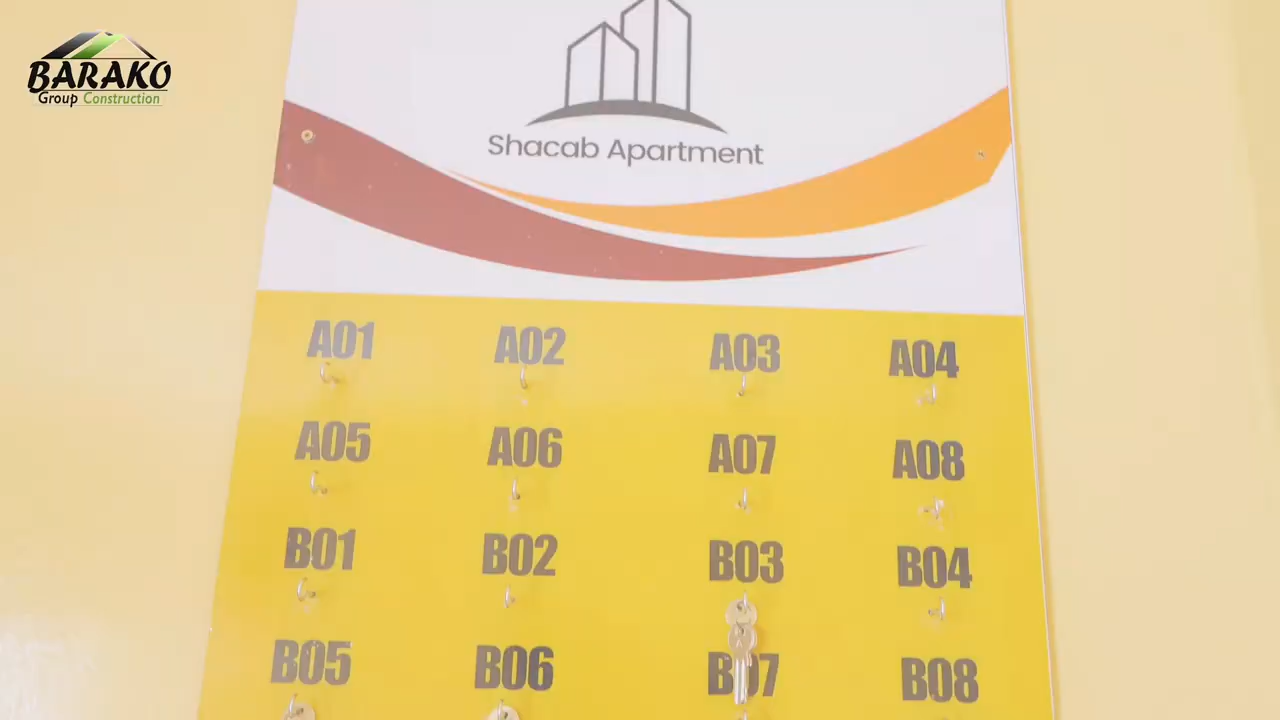 BARAKO
Group Construction
Shacab Apartment
A01 A02 A03 A04
A05 A06 A07 A08
B01 B02 B03 B04
B05 B06 B07 B08